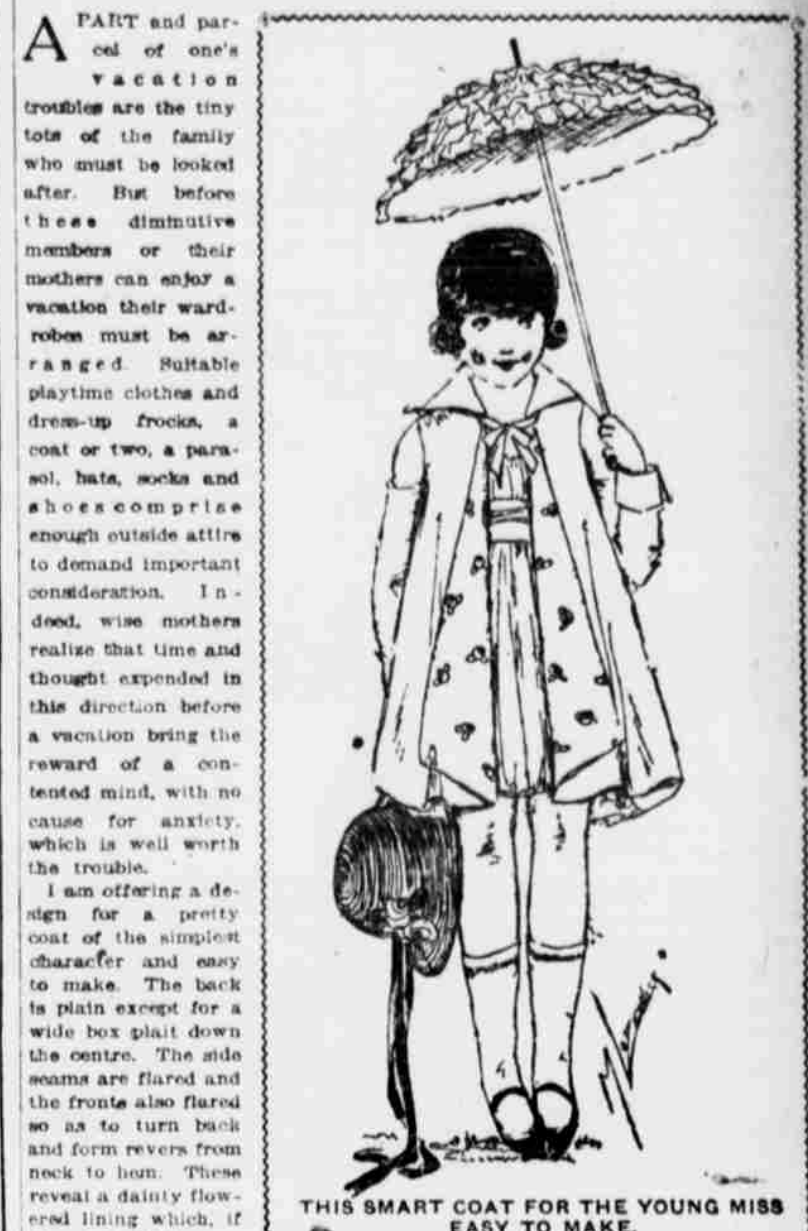 A PART and par-
cel of one's
vacation
troubles are the tiny
tots of the family
who must be looked
after. But before
these diminutive
members or their
mothers can enjoy a
vacation their ward-
robes must be ar-
ranged. Suitable
playtime clothes and
dress-up frocks, a
coat or two, a para-
sol, hats, socks and
shoes comprise
enough outside attire
to demand important
consideration. In-
deed, wise mothers
realize that time and
thought expended in
this direction before
a vacation bring the
reward of a con-
tented mind, with no
cause for anxiety,
which is well worth
the trouble.
I am offering a de-
sign for a pretty
coat of the simplest
character and easy
to make. The back
is plain except for a
wide box plait down
the centre. The side
seams are flared and
the fronts also flared
so as to turn back
and form revers from
neck to hem. These
reveal a dainty flow-
ered lining which, if
THIS SMART COAT FOR THE YOUNG MISS
EASY TO MAKE.